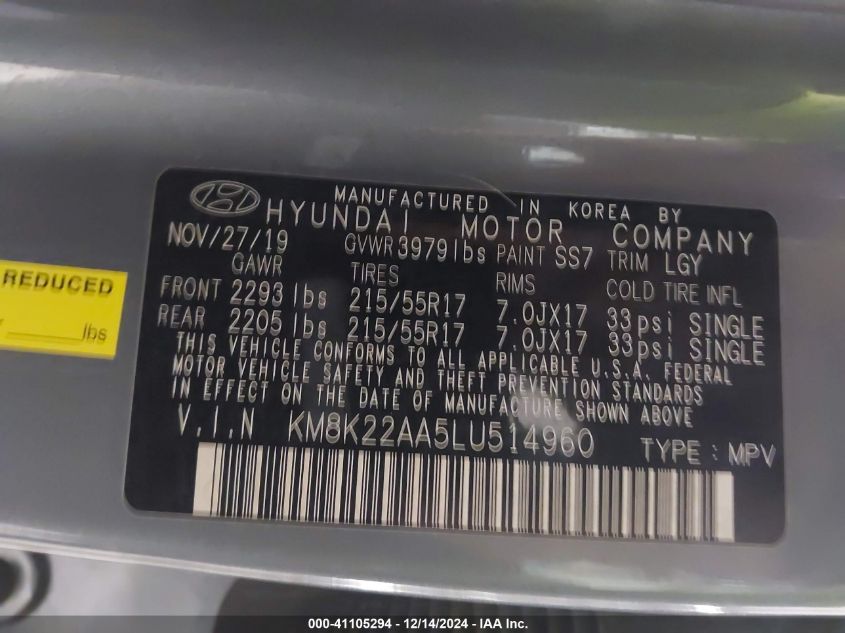 MANUFACTURED IN KOREA BY
HYUNDAI MOTOR COMPANY
NOV/27/19 GVWR 3979lbs PAINT SS7 TRIM LGY
GAWR TIRES RIMS COLD TIRE INFL
FRONT 2293 lbs 215/55R17 7.0JX17 33psi SINGLE
REAR 2205 lbs 215/55R17 7.0JX17 33psi SINGLE
THIS VEHICLE CONFORMS TO ALL APPLICABLE U.S.A. FEDERAL
MOTOR VEHICLE SAFETY AND THEFT PREVENTION STANDARDS
IN EFFECT ON THE DATE OF MANUFACTURE SHOWN ABOVE
V.I.N KM8K22AA5LU514960
TYPE : MPV
REDUCED
lbs
000-41105294 - 12/14/2024 - IAA Inc.